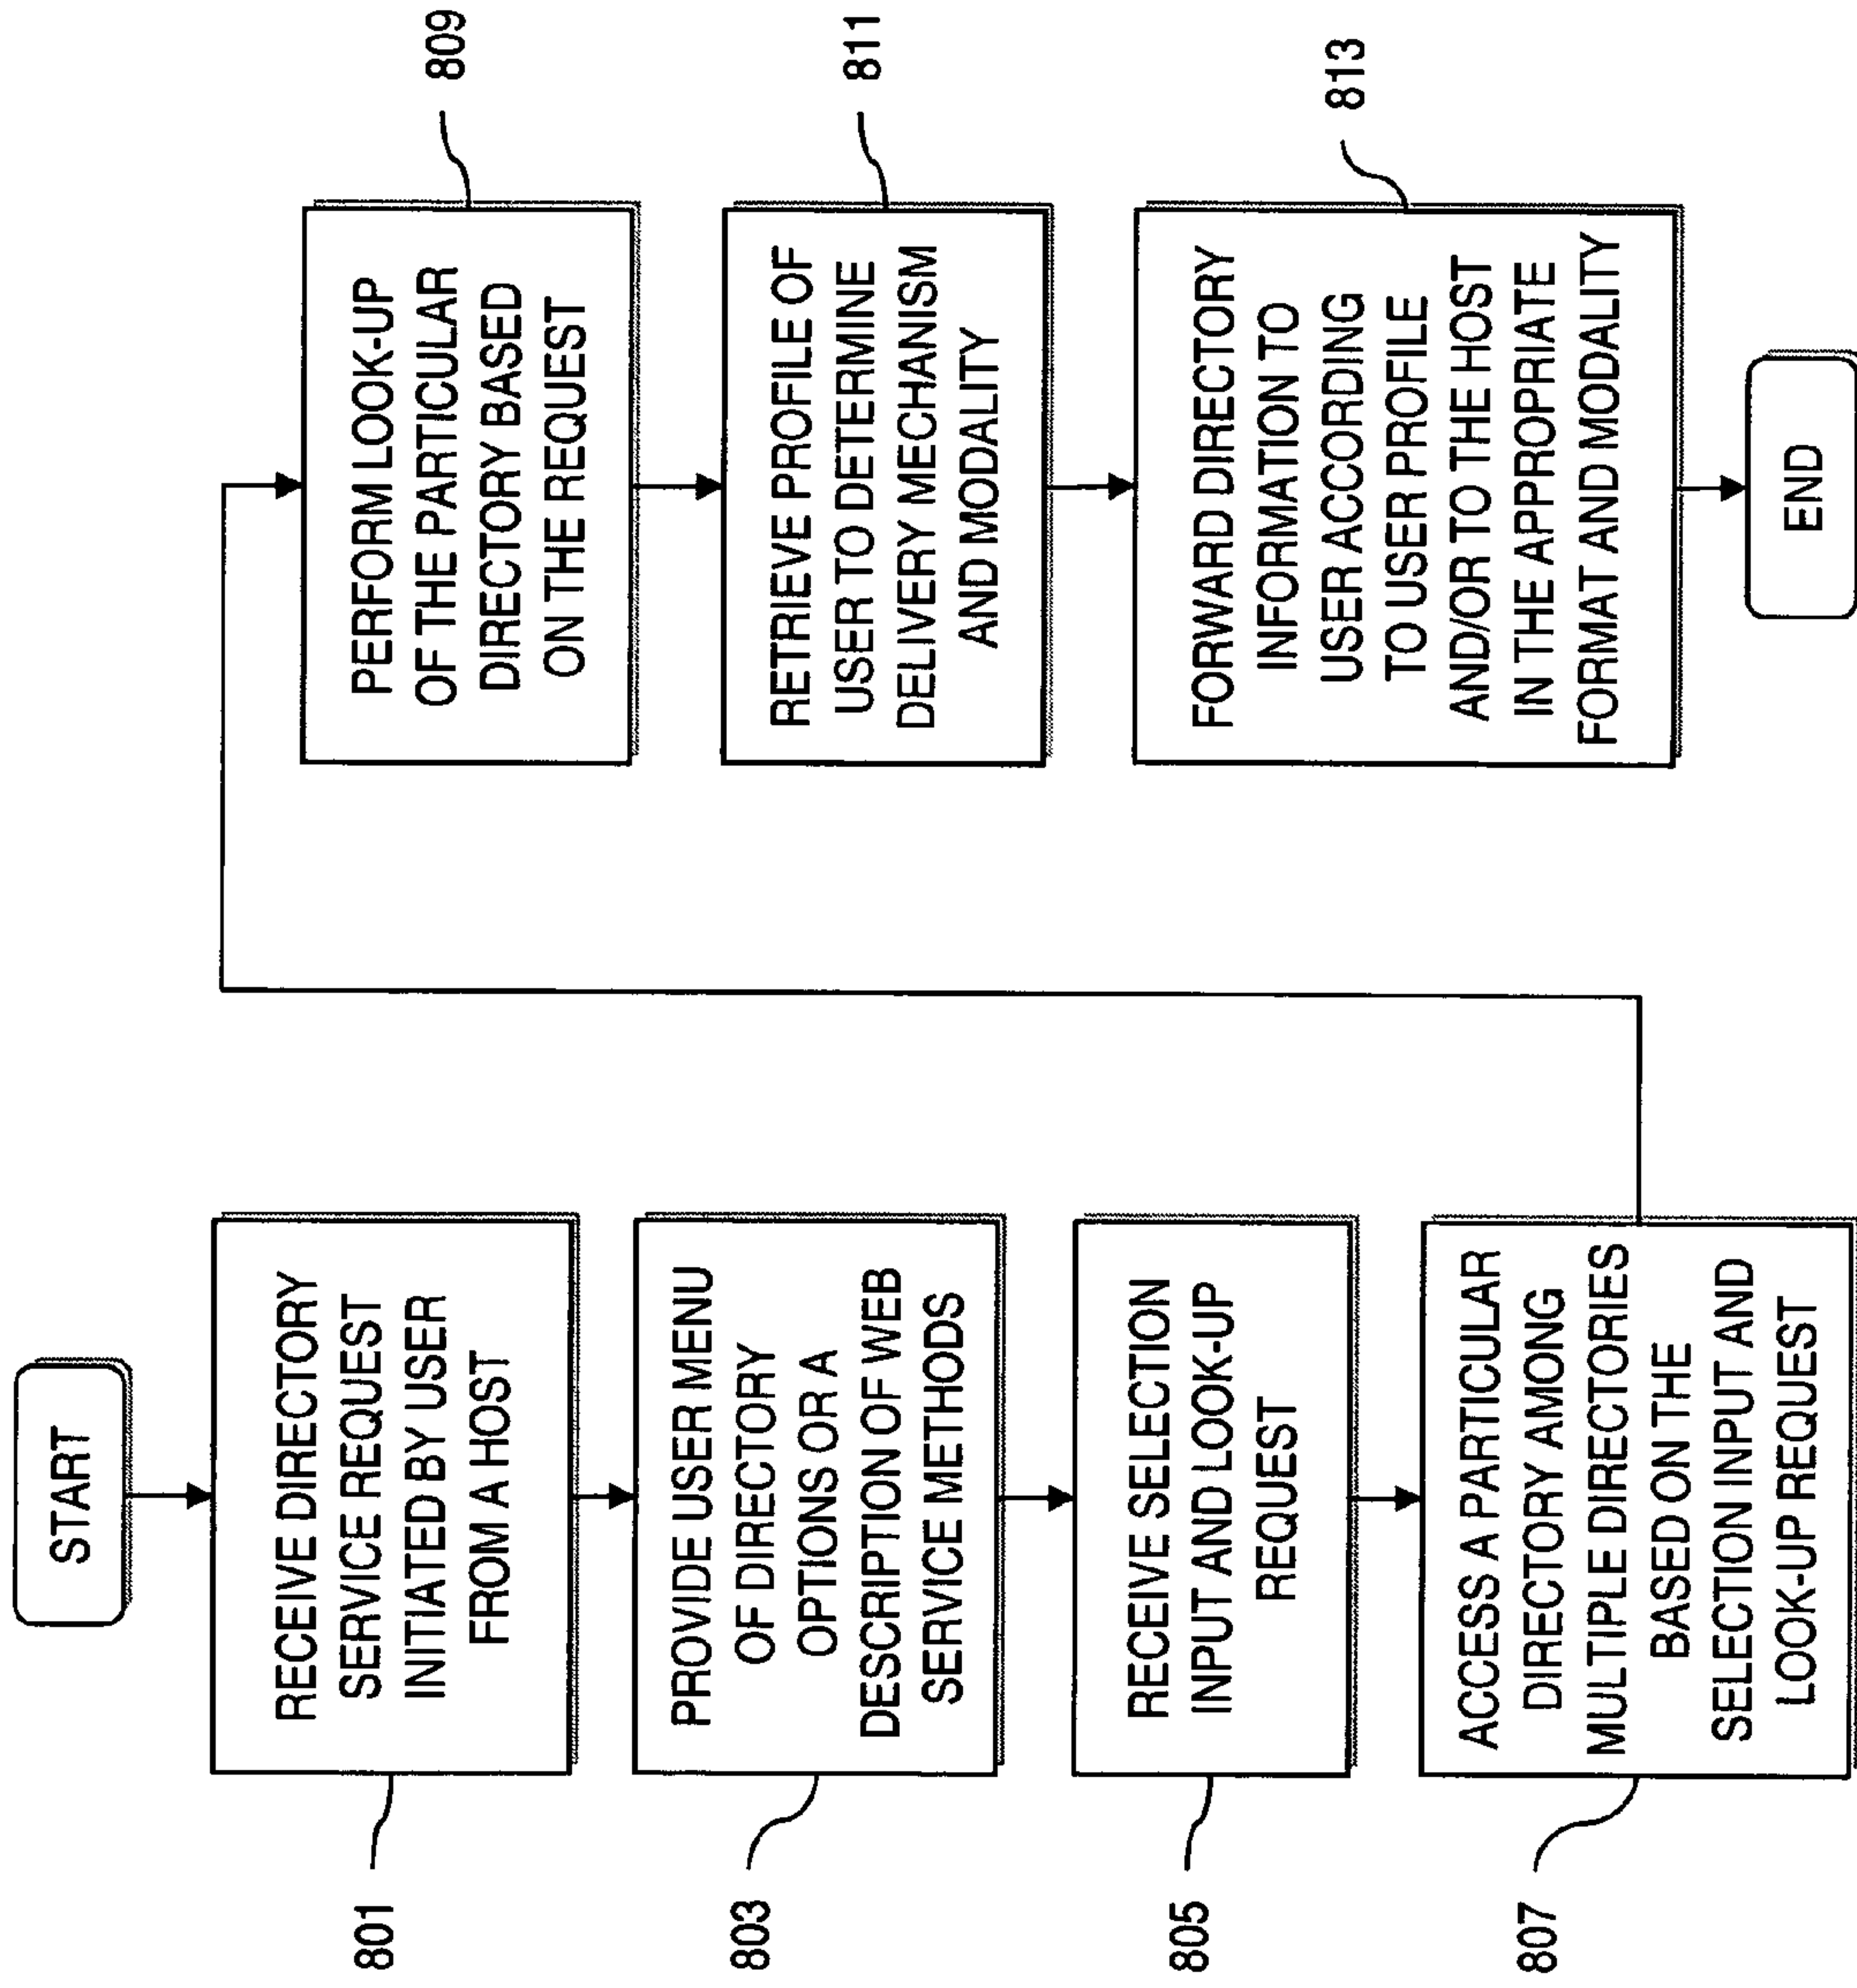 START
RECEIVE DIRECTORY
SERVICE REQUEST
INITIATED BY USER
FROM A HOST
801
PROVIDE USER MENU
OF DIRECTORY
OPTIONS OR A
DESCRIPTION OF WEB
SERVICE METHODS
803
RECEIVE SELECTION
INPUT AND LOOK-UP
REQUEST
805
ACCESS A PARTICULAR
DIRECTORY AMONG
MULTIPLE DIRECTORIES
BASED ON THE
SELECTION INPUT AND
LOOK-UP REQUEST
807
PERFORM LOOK-UP
OF THE PARTICULAR
DIRECTORY BASED
ON THE REQUEST
809
RETRIEVE PROFILE OF
USER TO DETERMINE
DELIVERY MECHANISM
AND MODALITY
811
FORWARD DIRECTORY
INFORMATION TO
USER ACCORDING
TO USER PROFILE
AND/OR TO THE HOST
IN THE APPROPRIATE
FORMAT AND MODALITY
813
END